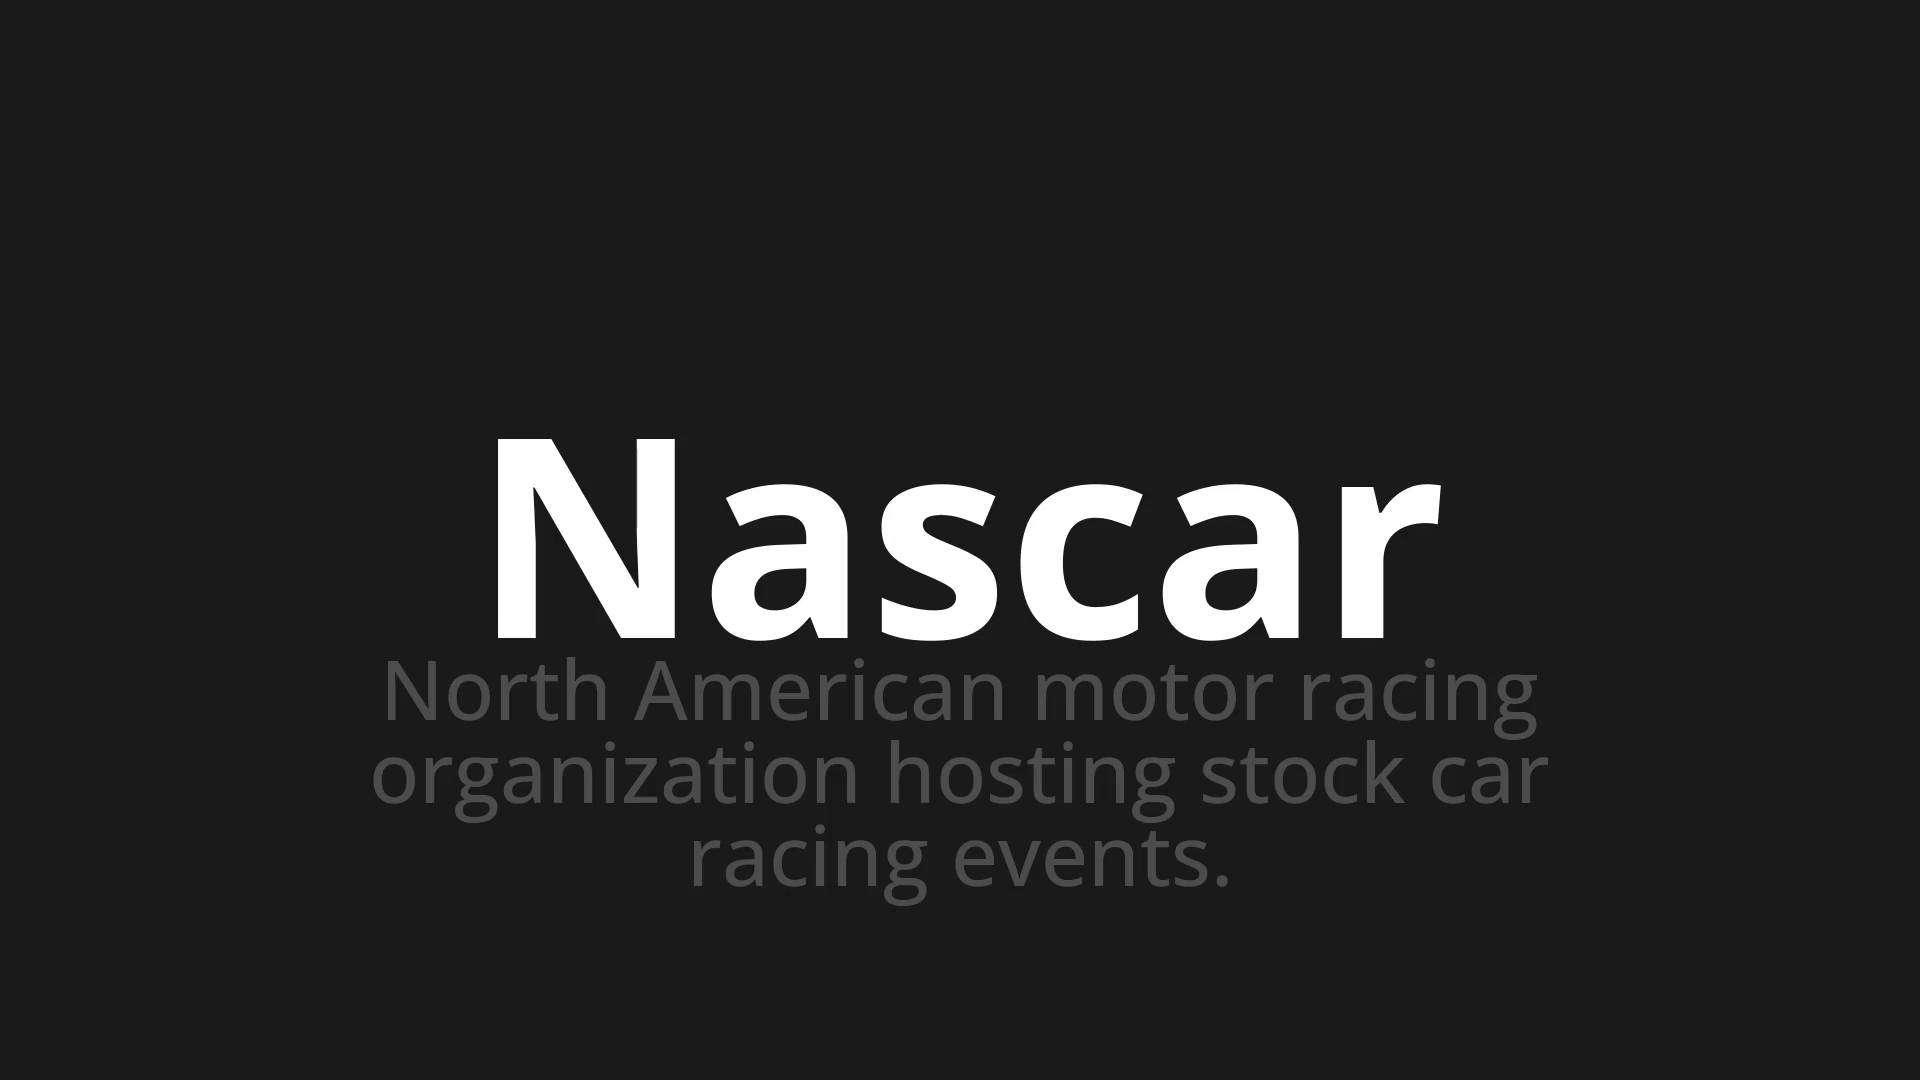 Nascar
North American motor racing
organization hosting stock car
racing events.